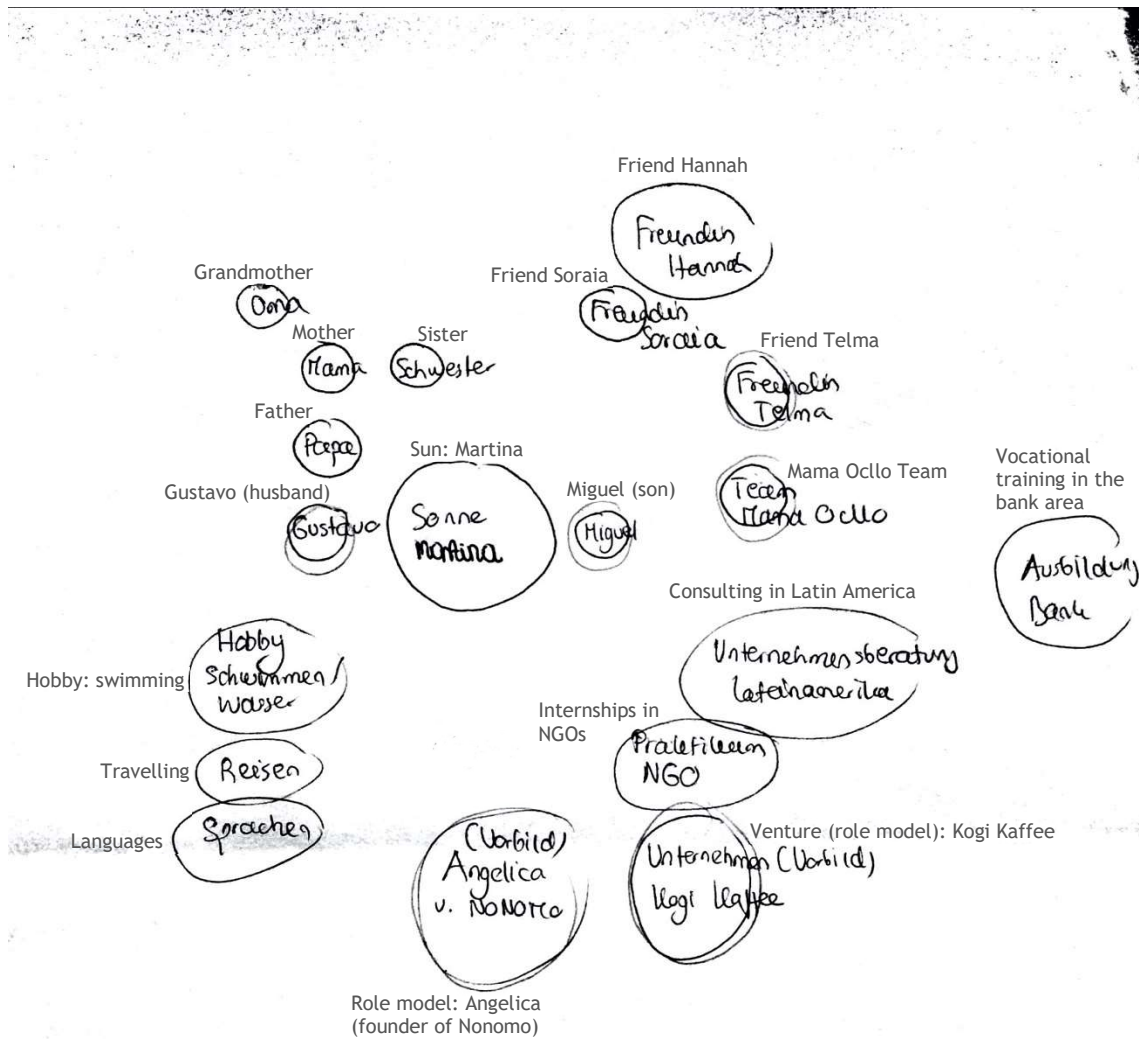 Friend Hannah
Freundin
Hannah
Grandmother
Oma
Friend Soraia
Freundin
Soraia
Mother
Mama
Sister
Schwester
Friend Telma
Freundin
Telma
Father
Papa
Sun: Martina
Sonne
Martina
Gustavo (husband)
Gustavo
Miguel (son)
Miguel
Mama Ocllo Team
Team
Mama Ocllo
Vocational
training in the
bank area
Ausbildung
Bank
Consulting in Latin America
Unternehmensberatung
Lateinamerika
Hobby: swimming
Hobby
Schwimmen/
Wasser
Internships in
NGOs
Praktikum
NGO
Travelling
Reisen
Languages
Sprachen
(Vorbild)
Angelica
v. NONOMO
Venture (role model): Kogi Kaffee
Unternehmen (Vorbild)
Kogi Kaffee
Role model: Angelica
(founder of Nonomo)